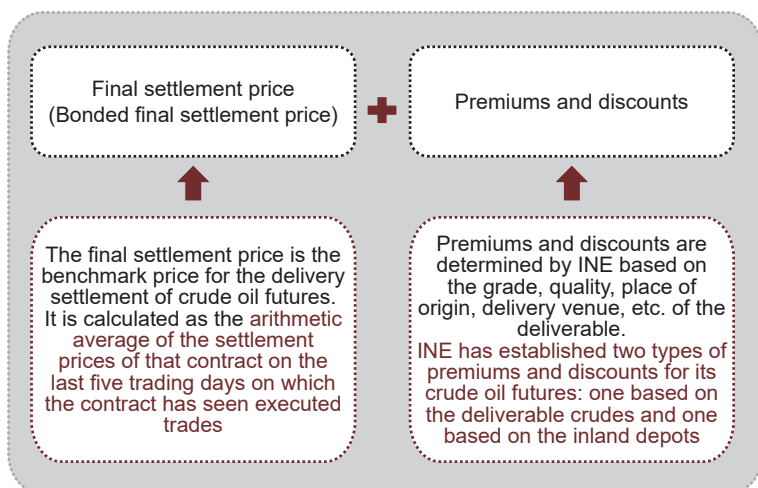 Final settlement price
(Bonded final settlement price)
Premiums and discounts
The final settlement price is the
benchmark price for the delivery
settlement of crude oil futures.
It is calculated as the arithmetic
average of the settlement
prices of that contract on the
last five trading days on which
the contract has seen executed
trades
Premiums and discounts are
determined by INE based on
the grade, quality, place of
origin, delivery venue, etc. of the
deliverable.
INE has established two types of
premiums and discounts for its
crude oil futures: one based on
the deliverable crudes and one
based on the inland depots